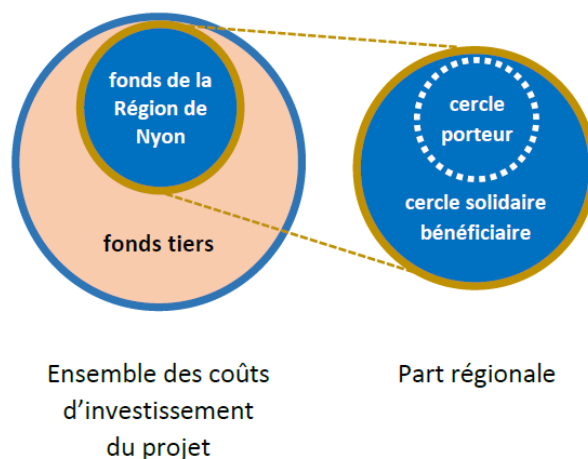 fonds de la
Région de
Nyon
fonds tiers
cercle
porteur
cercle solidaire
bénéficiaire
Ensemble des coûts
d’investissement
du projet
Part régionale